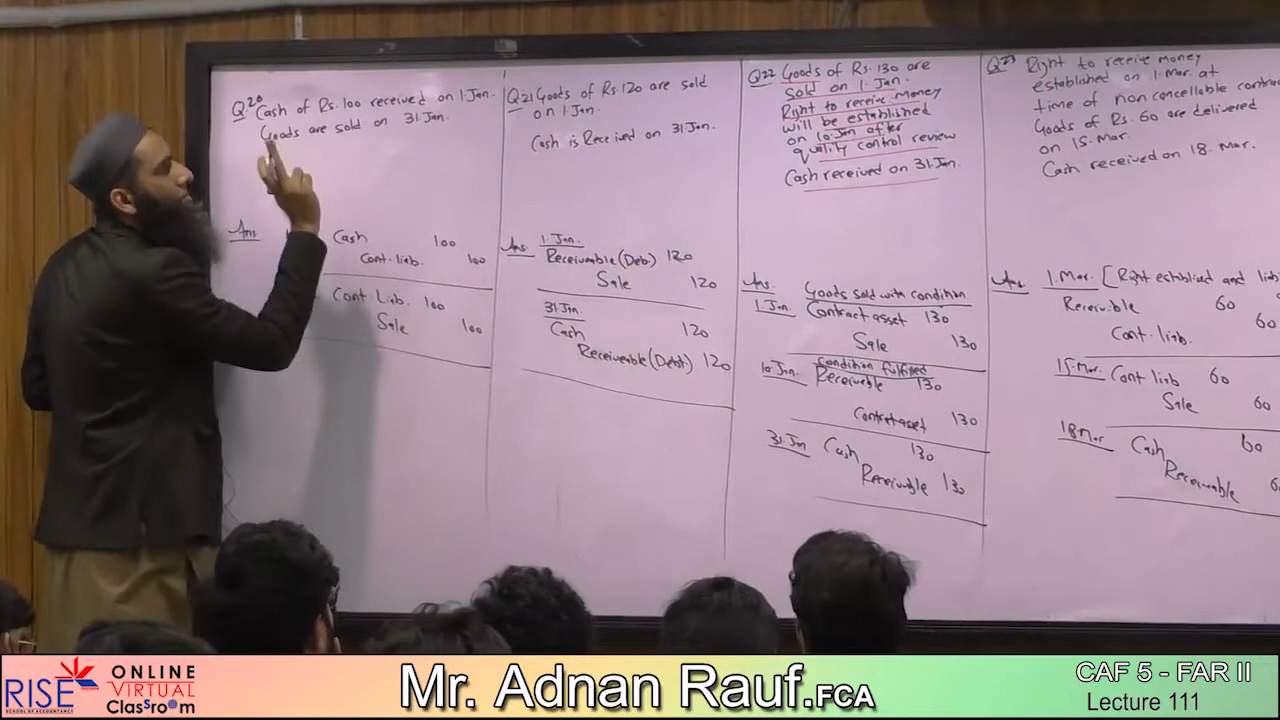 Q20 Cash of Rs. 100 received on 1 Jan.
Goods are sold on 31 Jan.
Ans
Cash 100
Cont. liab. 100
Cont Liab. 100
Sale 100
Q21 Goods of Rs. 120 are sold
on 1 Jan.
Cash is Received on 31 Jan.
Ans 1. Jan.
Receivable (Deb) 120
Sale 120
31 Jan.
Cash 120
Receiveable (Debt) 120
Q22 Goods of Rs. 130 are
sold on 1 Jan.
Right to receive money
will be established
on 10 Jan after
quality control review
Cash received on 31 Jan.
Ans. Goods sold with condition
1. Jan. Contract asset 130
Sale 130
condition fulfilled
10 Jan. Receivable 130
Contract asset 130
31 Jan Cash 130
Receivable 130
Q23 Right to receive money
established on 1. Mar. at
time of non cancellable contrac
Goods of Rs. 60 are delivered
on 15. Mar.
Cash received on 18. Mar.
Ans 1. Mar. [Right establised and liab
Receivible 60
Cont. liab. 60
15. Mar. Cont liab 60
Sale 60
18 Mar Cash 60
Receivable 6
RISE
SCHOOL OF ACCOUNTANCY
ONLINE
VIRTUAL
ClasSroom
Mr. Adnan Rauf.FCA
CAF 5 - FAR II
Lecture 111